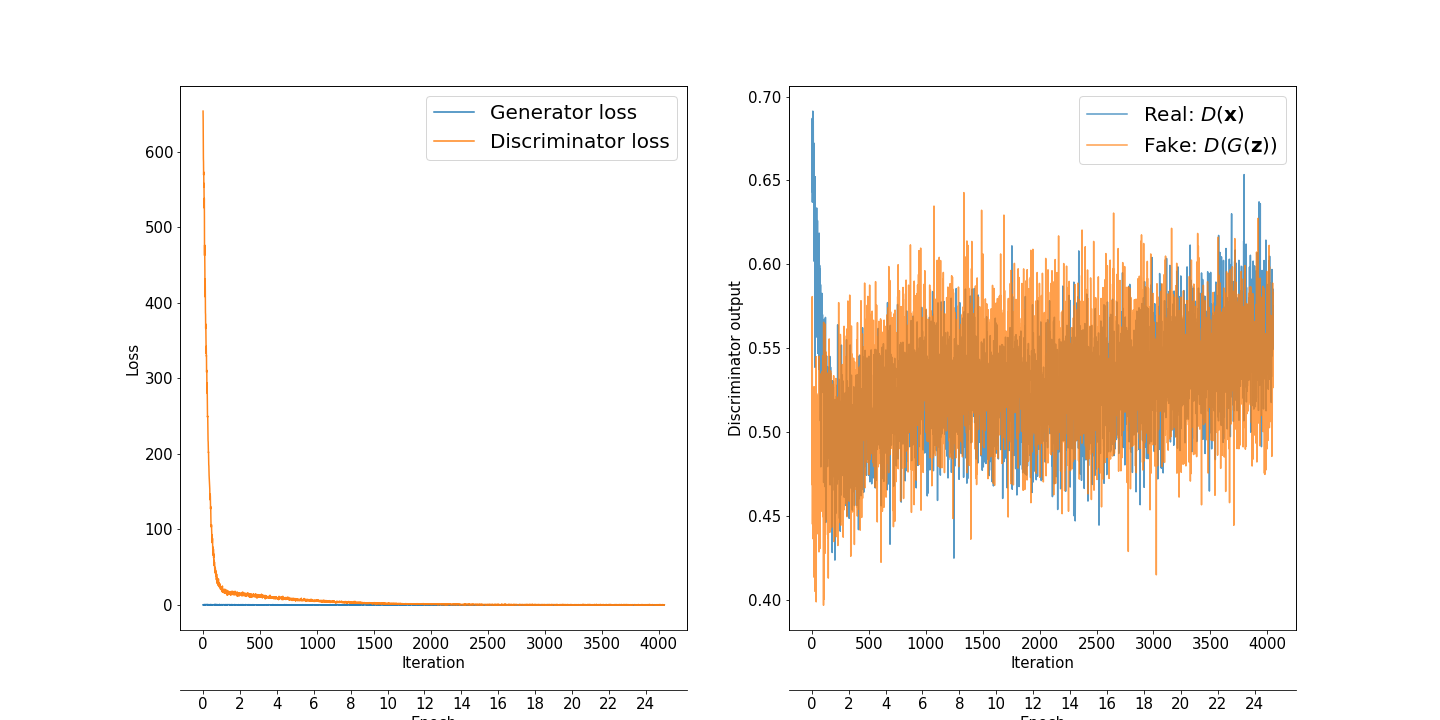 Generator loss
Discriminator loss
600
500
400
300
200
100
0
Loss
0 500 1000 1500 2000 2500 3000 3500 4000
Iteration
0 2 4 6 8 10 12 14 16 18 20 22 24
Epoch
Real: D(x)
Fake: D(G(z))
0.70
0.65
0.60
0.55
0.50
0.45
0.40
Discriminator output
0 500 1000 1500 2000 2500 3000 3500 4000
Iteration
0 2 4 6 8 10 12 14 16 18 20 22 24
Epoch